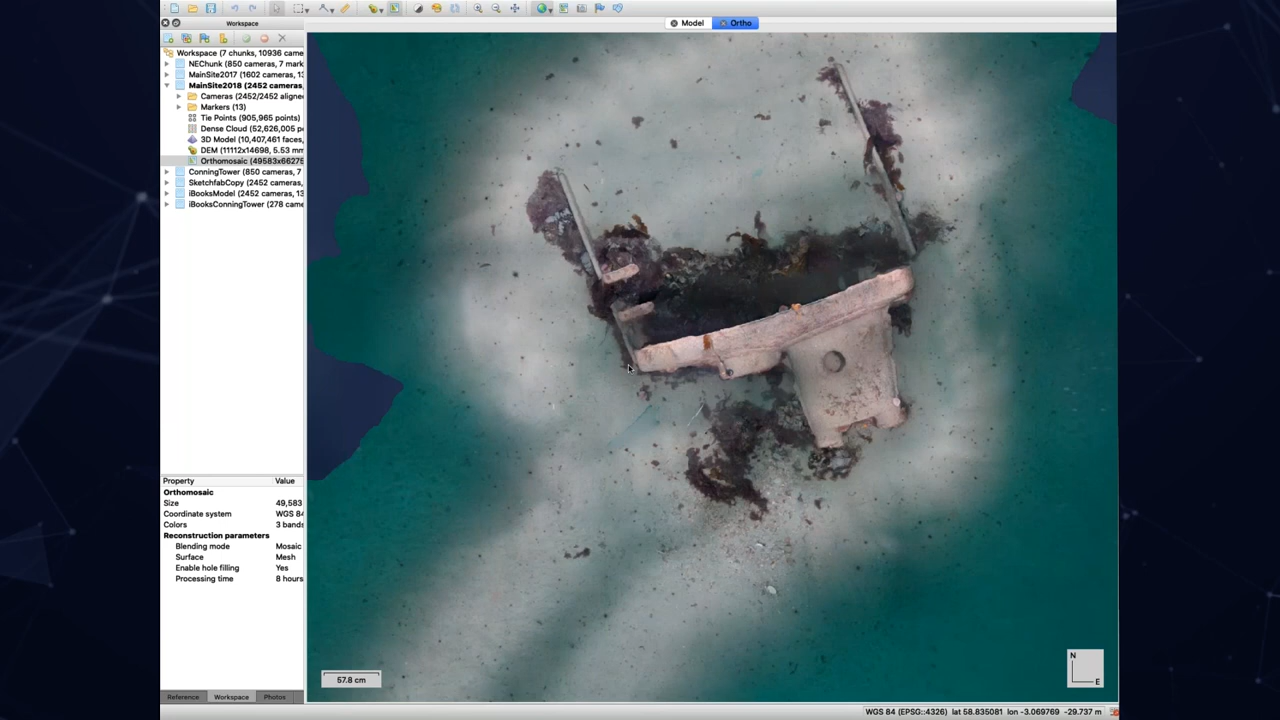 Workspace
Model
Ortho
Workspace (7 chunks, 10936 came
NEChunk (850 cameras, 7 mark
MainSite2017 (1602 cameras, 13
MainSite2018 (2452 cameras,
Cameras (2452/2452 aligne
Markers (13)
Tie Points (905,965 points)
Dense Cloud (52,626,005 p
3D Model (10,407,461 faces,
DEM (11112x14698, 5.53 mm
Orthomosaic (49583x66275
ConningTower (850 cameras, 7
SketchfabCopy (2452 cameras,
iBooksModel (2452 cameras, 13
iBooksConningTower (278 came
Property Value
Orthomosaic
Size 49,583
Coordinate system WGS 84
Colors 3 bands
Reconstruction parameters
Blending mode Mosaic
Surface Mesh
Enable hole filling Yes
Processing time 8 hours
57.8 cm
N
E
Reference Workspace Photos
WGS 84 (EPSG::4326) lat 58.835081 lon -3.069769 -29.737 m